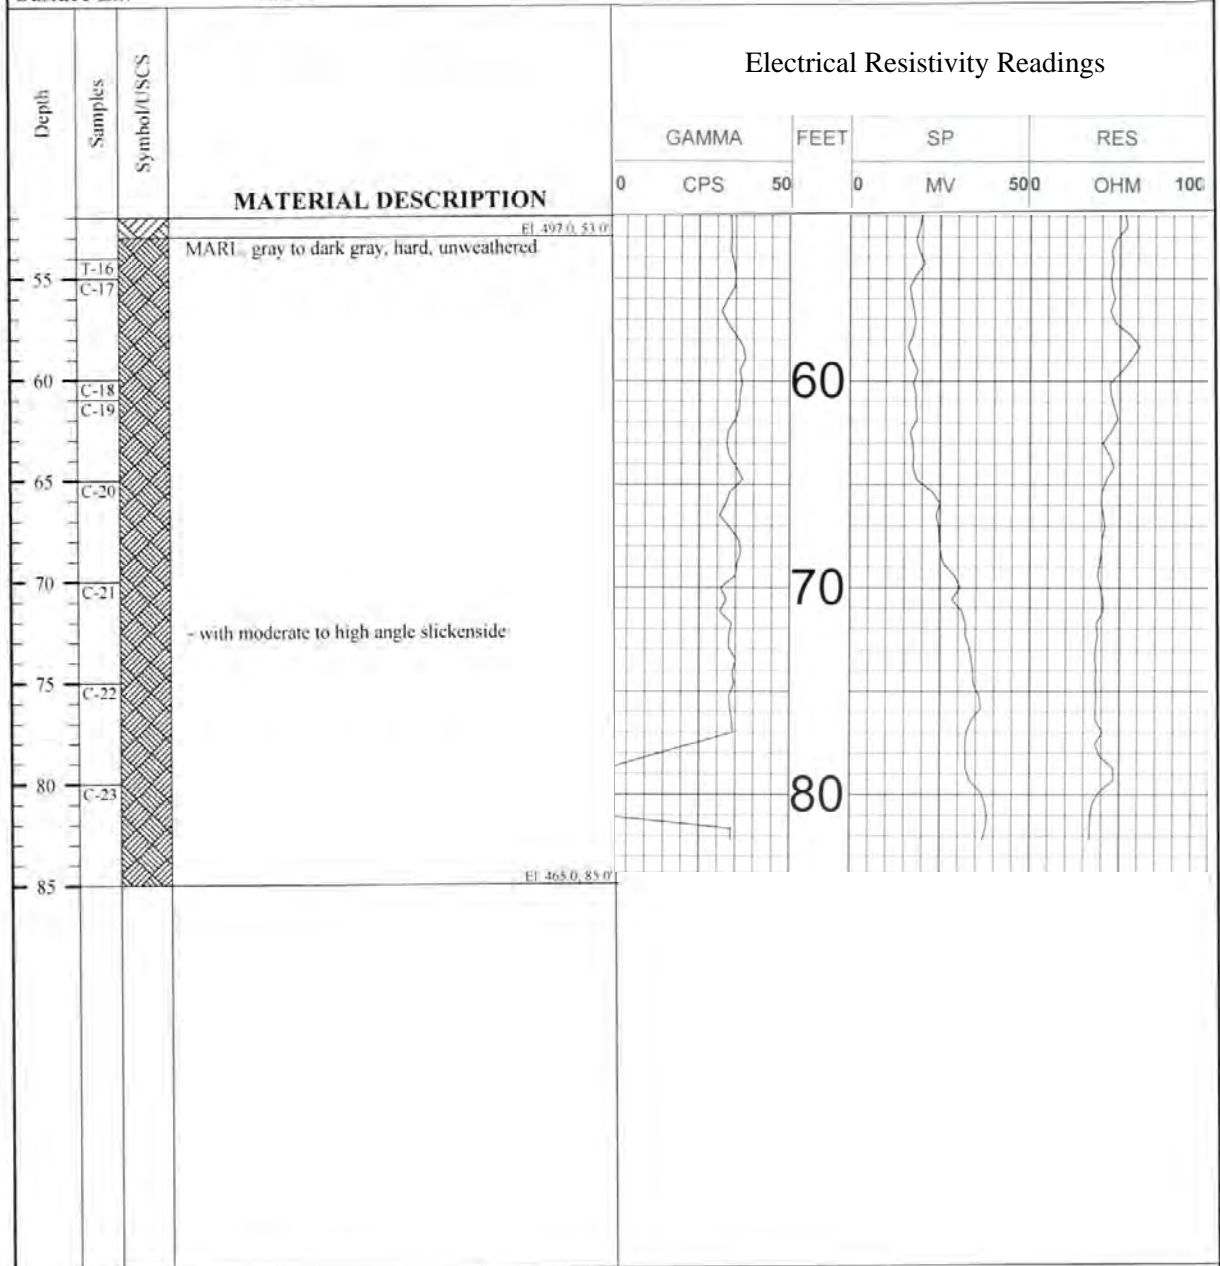 Electrical Resistivity Readings
Depth
Samples
Symbol/USCS
MATERIAL DESCRIPTION
GAMMA FEET SP RES
0 CPS 50 0 MV 500 0 OHM 100
El. 497.0, 53.0'
MARL, gray to dark gray, hard, unweathered
T-16
55
C-17
60
C-18
C-19
60
65
C-20
70
C-21
70
- with moderate to high angle slickenside
75
C-22
80
C-23
80
El. 465.0, 85.0'
85